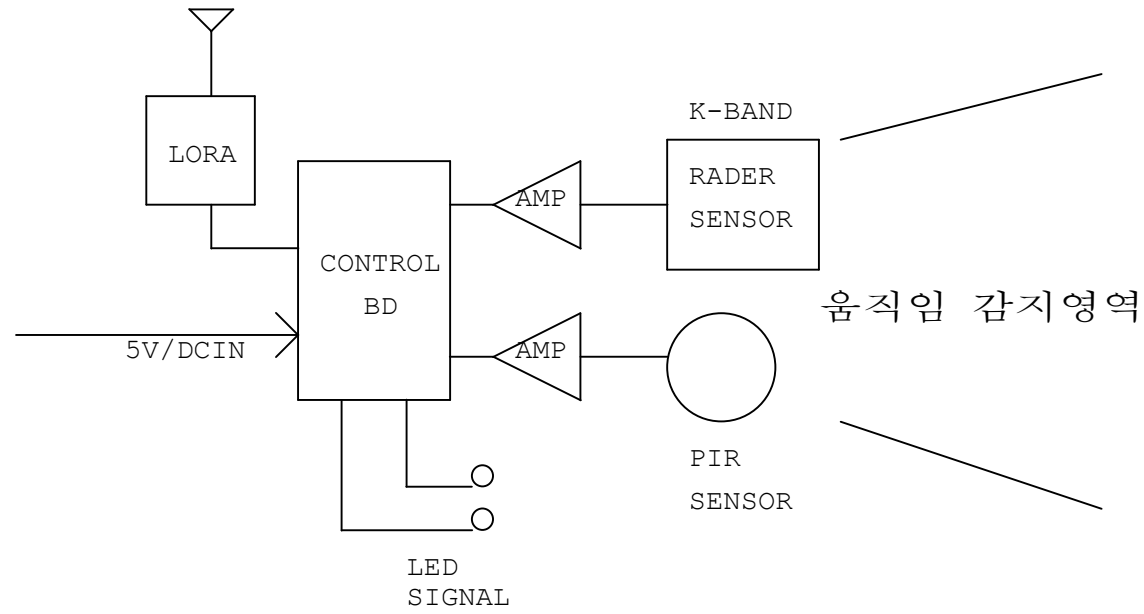 K-BAND
LORA
RADER
SENSOR
AMP
CONTROL
BD
움직임 감지영역
5V/DCIN
AMP
PIR
SENSOR
LED
SIGNAL